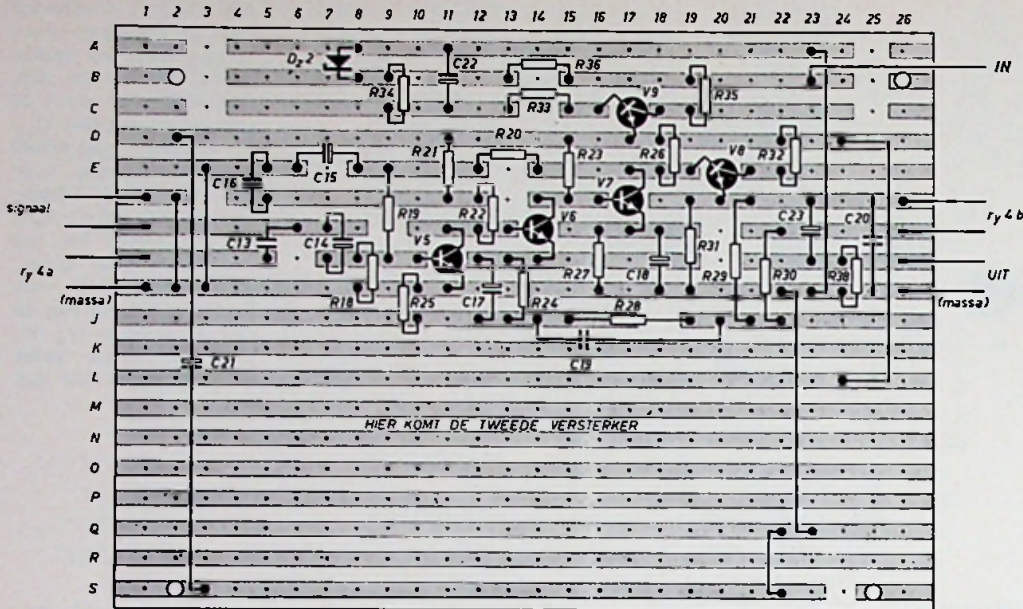 1 2 3 4 5 6 7 8 9 10 11 12 13 14 15 16 17 18 19 20 21 22 23 24 25 26
A
Dz2 C22 R36 IN
B
R34 V9 R35
C R33
D R20
R21 R23 R26 V8 R32
E C15
C16 V7
signaal R19 R22 V6 C23 C20 ry 4b
C13 C14 V5 R31
ry 4a R27 C18 R29 R30 R38 UIT
(massa) R18 R25 C17 R24 R28 (massa)
J
K C19
C21
L
M
HIER KOMT DE TWEEDE VERSTERKER
N
O
P
Q
R
S